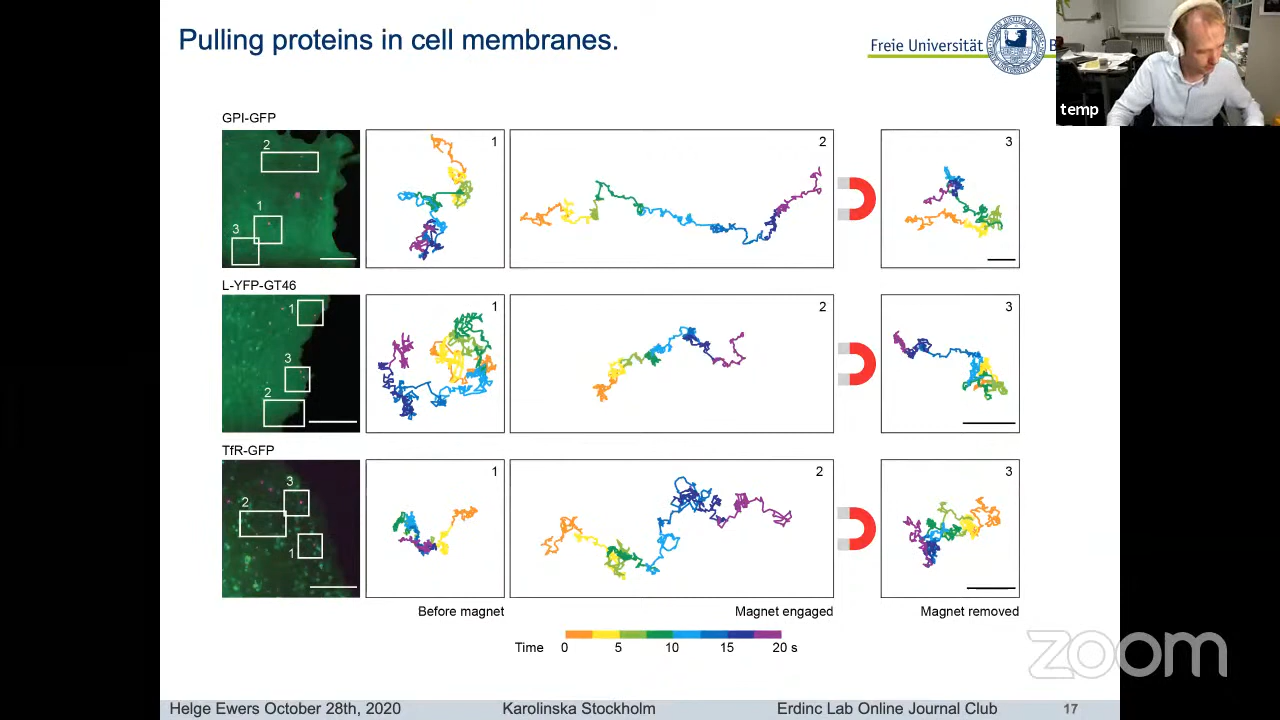 Pulling proteins in cell membranes.
Freie Universität B
temp
GPI-GFP
2
1
3
1
2
3
L-YFP-GT46
1
3
2
1
2
3
TfR-GFP
3
2
1
1
2
3
Before magnet
Magnet engaged
Magnet removed
Time
0
5
10
15
20 s
zoom
Helge Ewers October 28th, 2020
Karolinska Stockholm
Erdinc Lab Online Journal Club
17